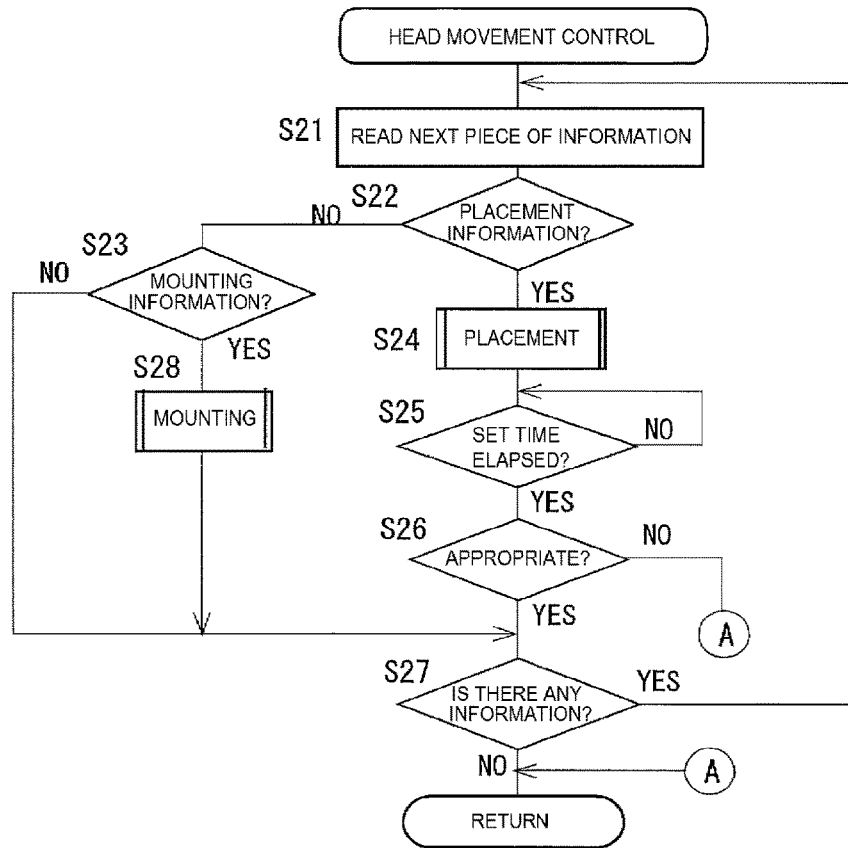 HEAD MOVEMENT CONTROL
S21
READ NEXT PIECE OF INFORMATION
S22
NO
PLACEMENT
INFORMATION?
S23
NO
MOUNTING
INFORMATION?
YES
YES
S24
PLACEMENT
S28
MOUNTING
S25
SET TIME
ELAPSED?
NO
YES
S26
APPROPRIATE?
NO
YES
A
S27
IS THERE ANY
INFORMATION?
YES
NO
A
RETURN